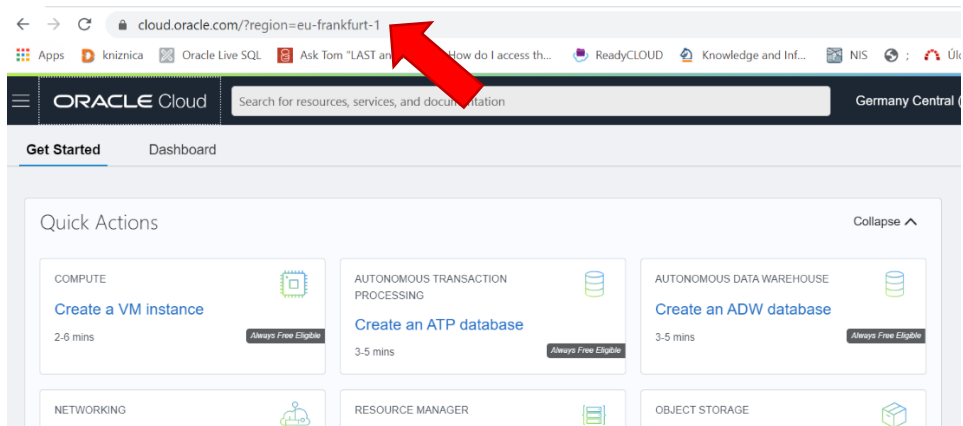 cloud.oracle.com/?region=eu-frankfurt-1
Apps kniznica Oracle Live SQL Ask Tom "LAST an How do I access th... ReadyCLOUD Knowledge and Inf... NIS ; Úlo
ORACLE Cloud Search for resources, services, and documentation Germany Central (
Get Started Dashboard
Quick Actions Collapse
COMPUTE
Create a VM instance
2-6 mins
Always Free Eligible
AUTONOMOUS TRANSACTION
PROCESSING
Create an ATP database
3-5 mins
Always Free Eligible
AUTONOMOUS DATA WAREHOUSE
Create an ADW database
3-5 mins
Always Free Eligible
NETWORKING
RESOURCE MANAGER
OBJECT STORAGE